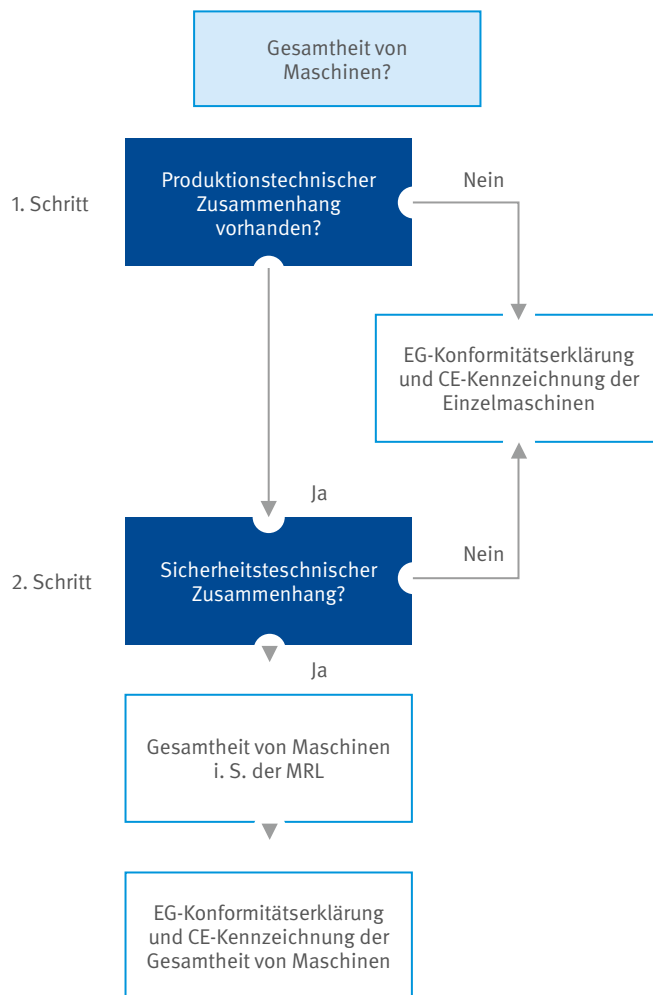 Gesamtheit von
Maschinen?
1. Schritt
Produktionstechnischer
Zusammenhang
vorhanden?
Nein
EG-Konformitätserklärung
und CE-Kennzeichnung der
Einzelmaschinen
Ja
2. Schritt
Sicherheitsteschnischer
Zusammenhang?
Nein
Ja
Gesamtheit von Maschinen
i. S. der MRL
EG-Konformitätserklärung
und CE-Kennzeichnung der
Gesamtheit von Maschinen